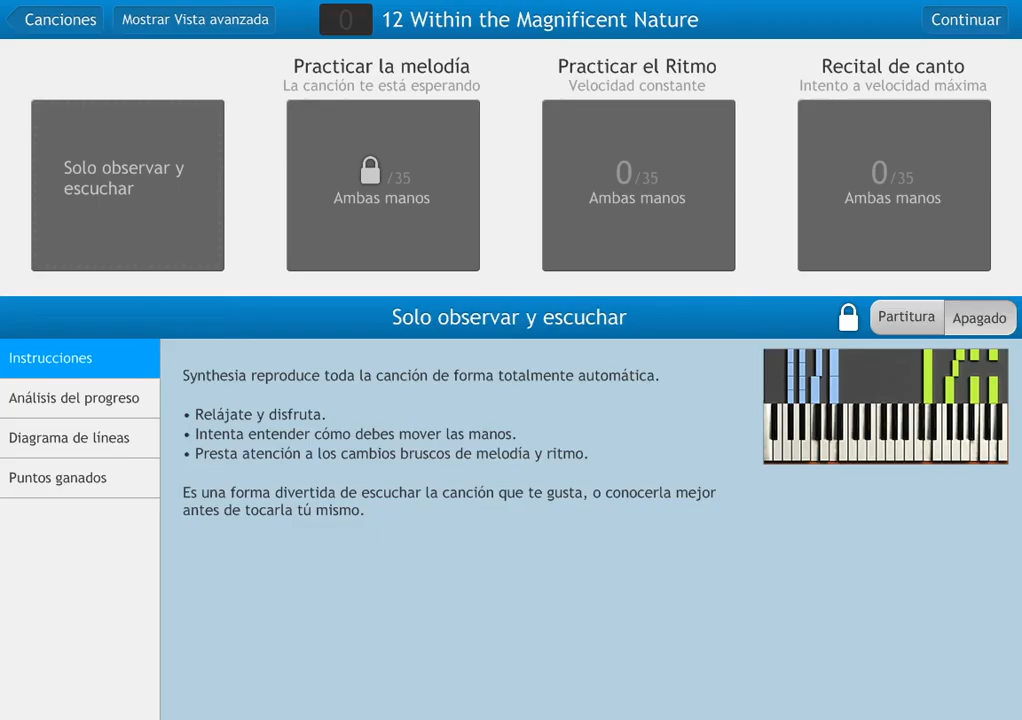 Canciones
Mostrar Vista avanzada
0
12 Within the Magnificent Nature
Continuar
Practicar la melodía
La canción te está esperando
Practicar el Ritmo
Velocidad constante
Recital de canto
Intento a velocidad máxima
Solo observar y
escuchar
/35
Ambas manos
0/35
Ambas manos
0/35
Ambas manos
Solo observar y escuchar
Partitura
Apagado
Instrucciones
Análisis del progreso
Diagrama de líneas
Puntos ganados
Synthesia reproduce toda la canción de forma totalmente automática.
• Relájate y disfruta.
• Intenta entender cómo debes mover las manos.
• Presta atención a los cambios bruscos de melodía y ritmo.
Es una forma divertida de escuchar la canción que te gusta, o conocerla mejor
antes de tocarla tú mismo.